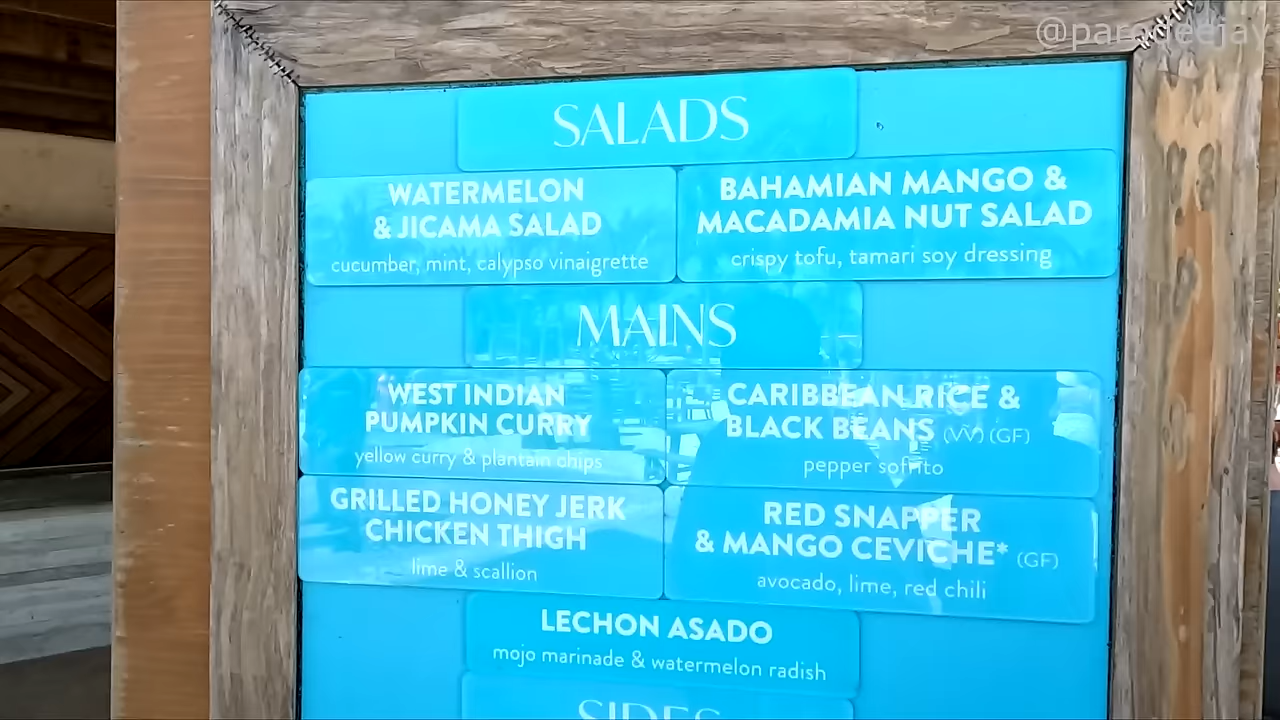 @parodeejay
SALADS
WATERMELON
& JICAMA SALAD
cucumber, mint, calypso vinaigrette
BAHAMIAN MANGO &
MACADAMIA NUT SALAD
crispy tofu, tamari soy dressing
MAINS
WEST INDIAN
PUMPKIN CURRY
yellow curry & plantain chips
CARIBBEAN RICE &
BLACK BEANS (VV) (GF)
pepper sofrito
GRILLED HONEY JERK
CHICKEN THIGH
lime & scallion
RED SNAPPER
& MANGO CEVICHE* (GF)
avocado, lime, red chili
LECHON ASADO
mojo marinade & watermelon radish
SIDES